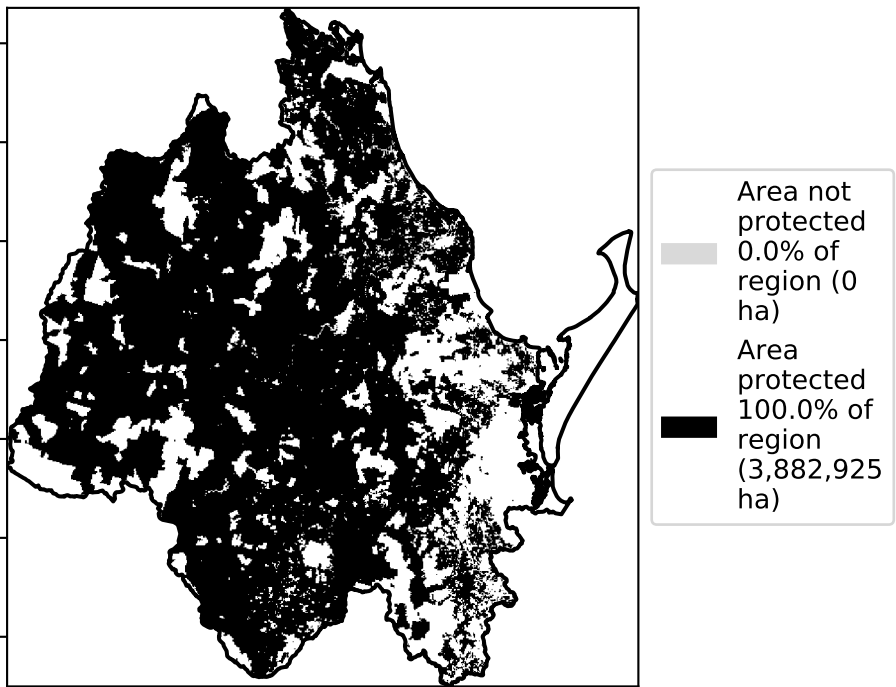 Area not
protected
0.0% of
region (0
ha)
Area
protected
100.0% of
region
(3,882,925
ha)